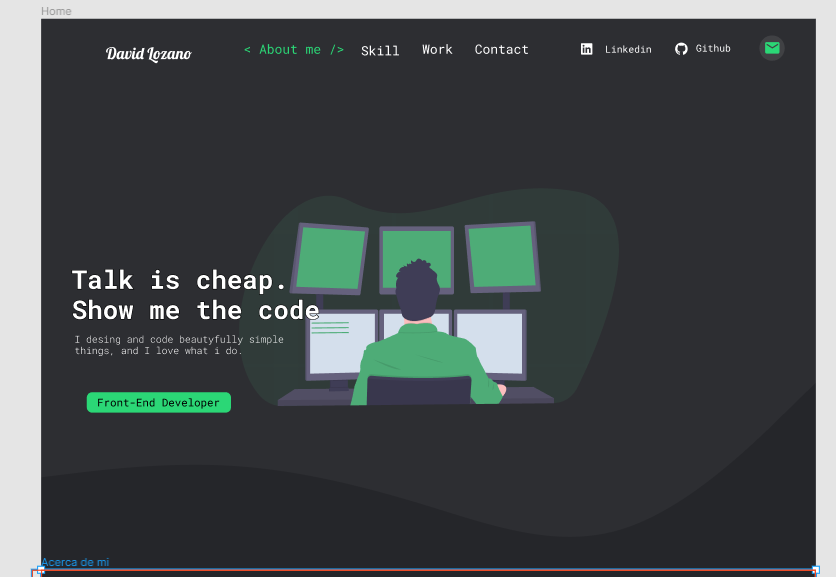 Home
David Lozano
< About me />
Skill
Work
Contact
Linkedin
Github
Talk is cheap.
Show me the code
I desing and code beautyfully simple
things, and I love what i do.
Front-End Developer
Acerca de mi